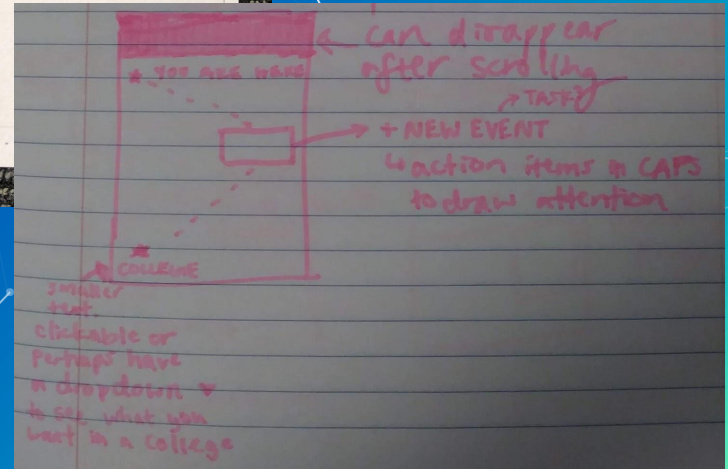 ← can disappear
after scrolling
★ YOU ARE HERE
→ TASK?
+ NEW EVENT
↳ action items in CAPS
to draw attention
★
COLLEGE
smaller
text.
clickable or
perhaps have
a dropdown ▼
to see what you
want in a college